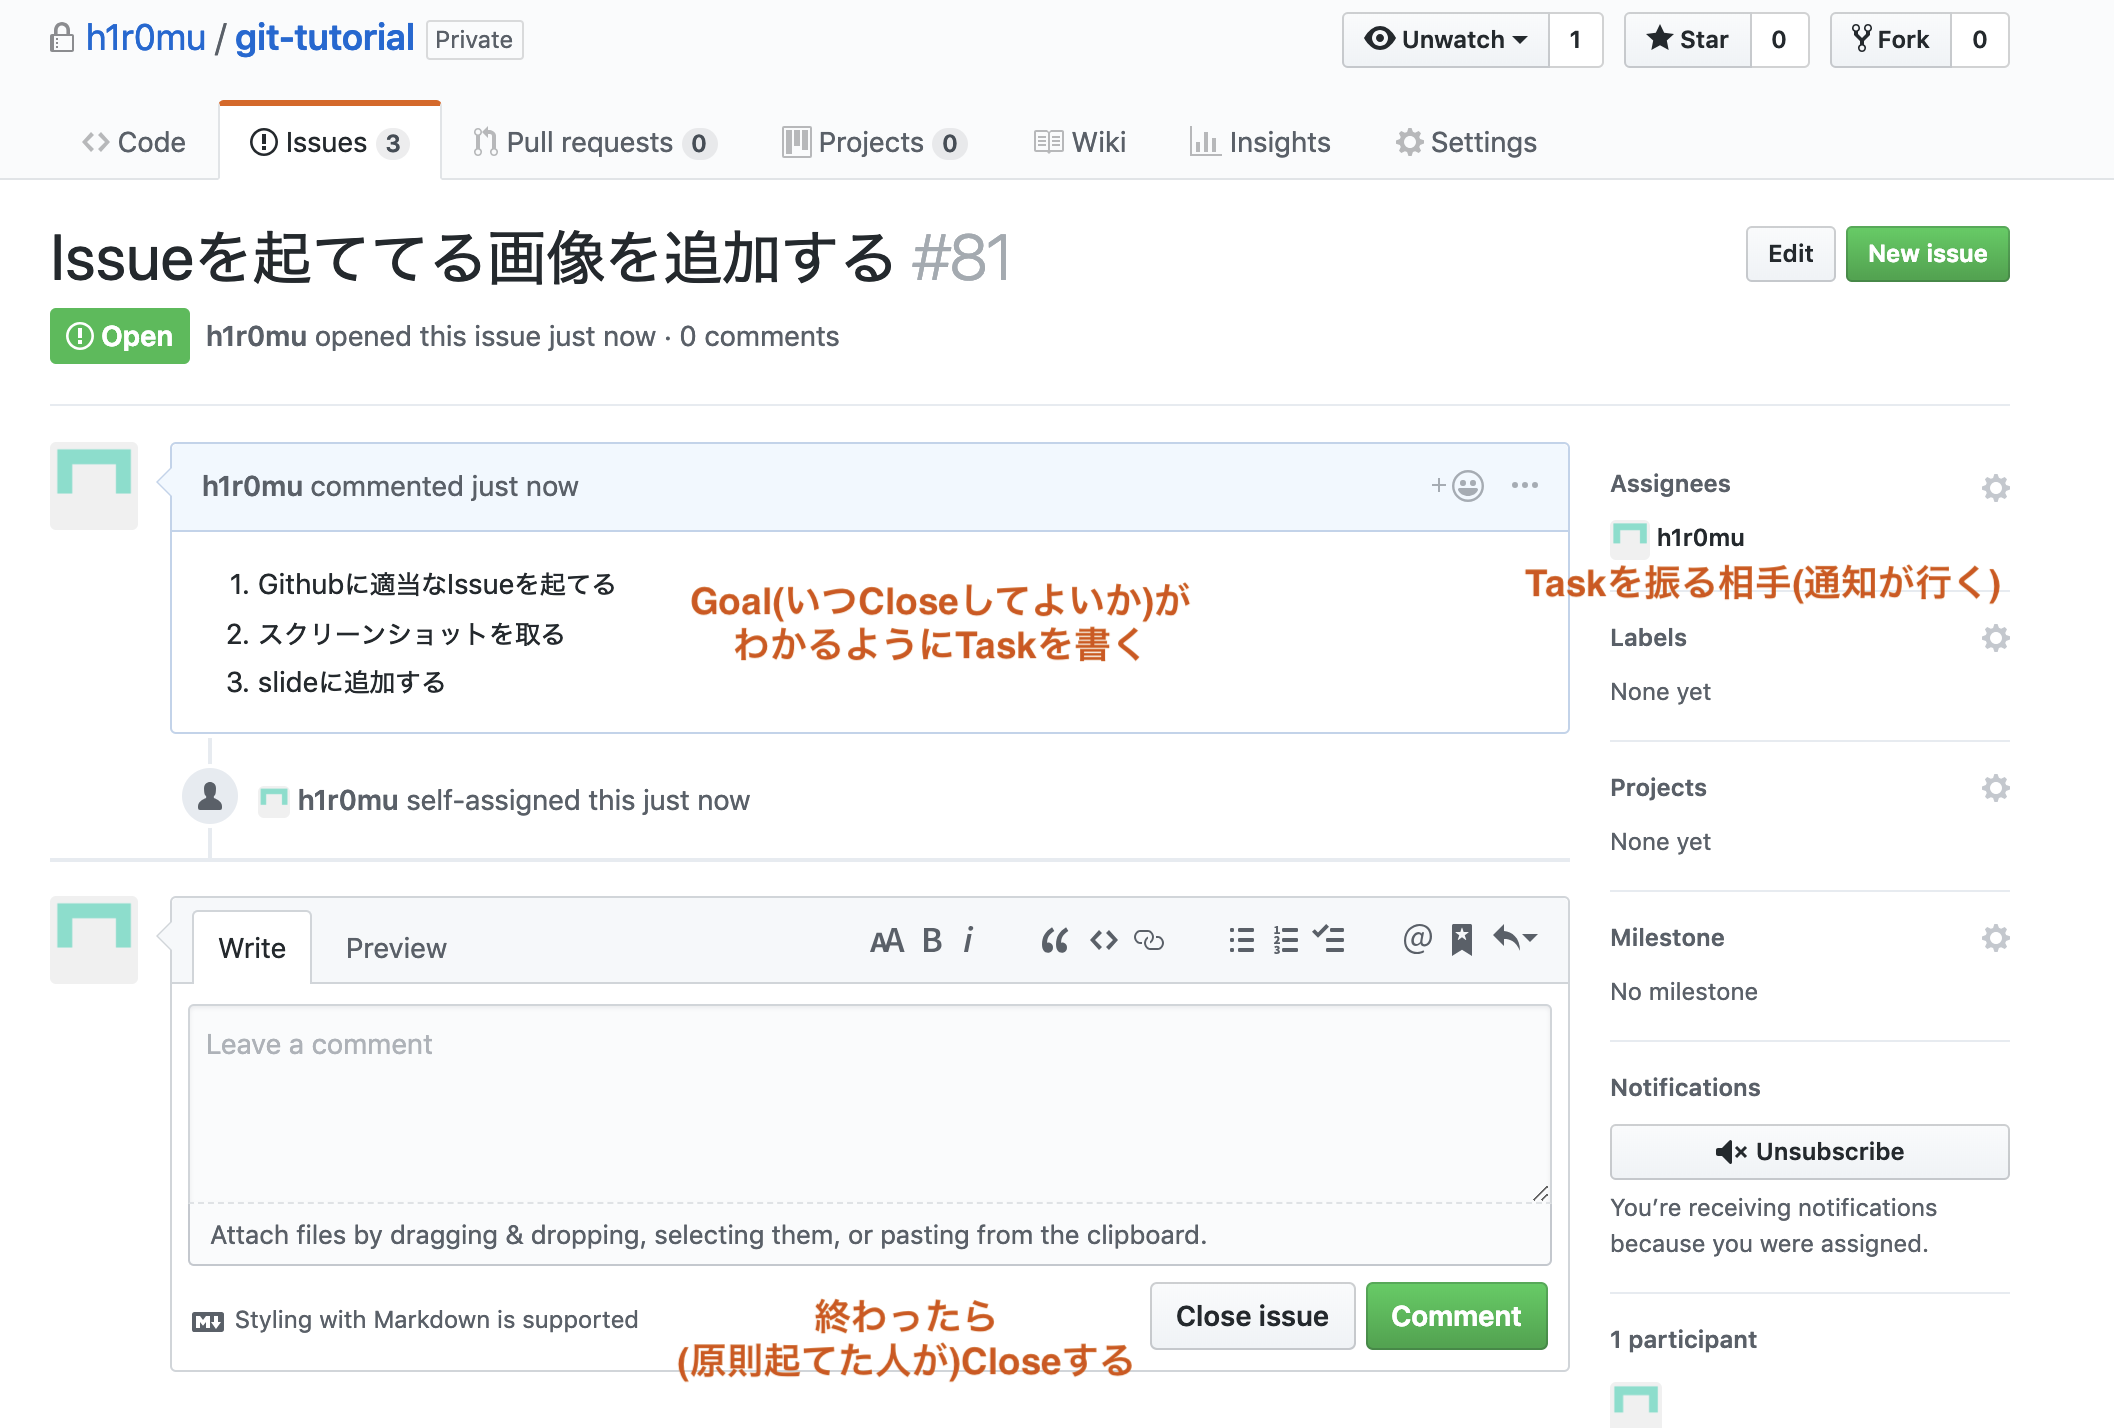 h1r0mu / git-tutorial Private
Unwatch 1 Star 0 Fork 0
Code Issues 3 Pull requests 0 Projects 0 Wiki Insights Settings
Issueを起ててる画像を追加する #81
Edit New issue
Open h1r0mu opened this issue just now · 0 comments
h1r0mu commented just now
1. Githubに適当なIssueを起てる
2. スクリーンショットを取る
3. slideに追加する
Goal(いつCloseしてよいか)が
わかるようにTaskを書く
h1r0mu self-assigned this just now
Write Preview
AA B i
Leave a comment
Attach files by dragging & dropping, selecting them, or pasting from the clipboard.
Styling with Markdown is supported
終わったら
(原則起てた人が)Closeする
Close issue Comment
Assignees
h1r0mu
Taskを振る相手(通知が行く)
Labels
None yet
Projects
None yet
Milestone
No milestone
Notifications
Unsubscribe
You’re receiving notifications
because you were assigned.
1 participant